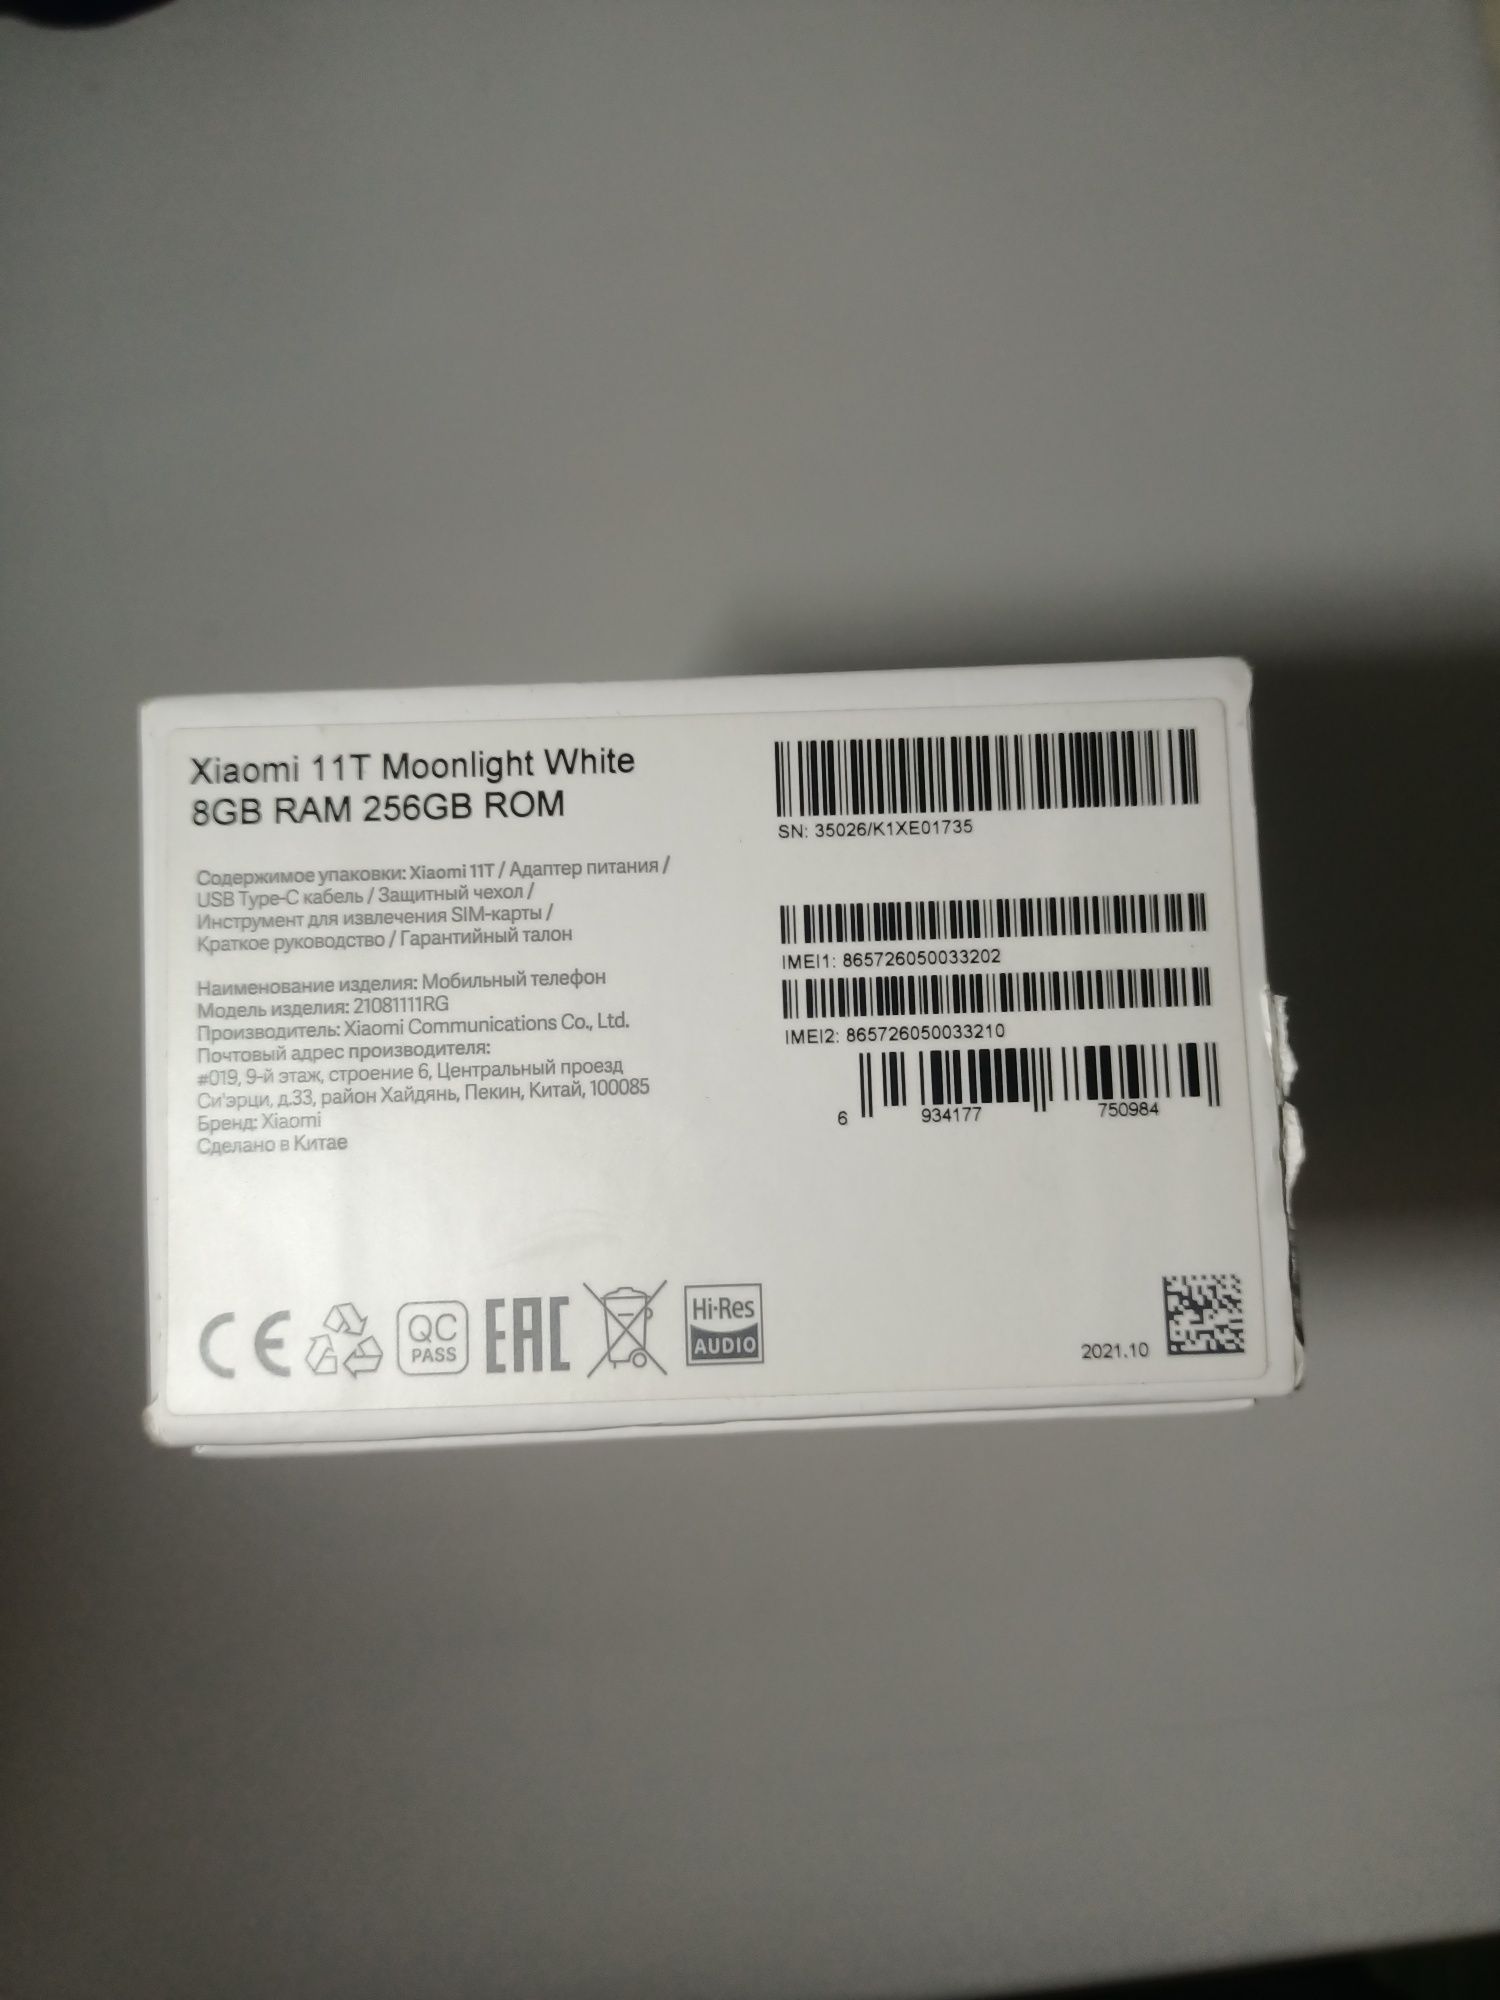 Xiaomi 11T Moonlight White
8GB RAM 256GB ROM
Содержимое упаковки: Xiaomi 11T / Адаптер питания /
USB Type-C кабель / Защитный чехол /
Инструмент для извлечения SIM-карты /
Краткое руководство / Гарантийный талон
Наименование изделия: Мобильный телефон
Модель изделия: 21081111RG
Производитель: Xiaomi Communications Co., Ltd.
Почтовый адрес производителя:
#019, 9-й этаж, строение 6, Центральный проезд
Си'эрци, д.33, район Хайдянь, Пекин, Китай, 100085
Бренд: Xiaomi
Сделано в Китае
SN: 35026/K1XE01735
IMEI1: 865726050033202
IMEI2: 865726050033210
6 934177 750984
CE
QC
PASS
EAC
Hi-Res
AUDIO
2021.10